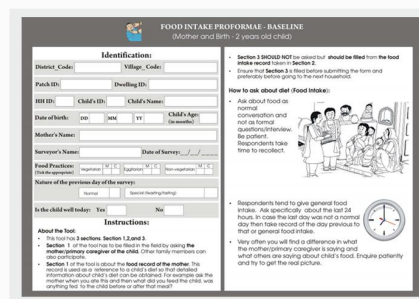 FOOD INTAKE PROFORMAE - BASELINE
(Mother and Birth - 2 years old child)
Identification:
District_Code: Village_Code:
Patch ID: Dwelling ID:
HH ID: Child's ID: Child's Name:
Date of birth: DD MM YY Child's Age:
(in months)
Mother's Name:
Surveyor's Name: Date of Survey:__/__/____
Food Practices: Vegetarian M C Eggitarian M C Non-vegetarian M C
(Tick the appropriate)
Nature of the previous day of the survey:
Normal Special (feasting/fasting)
Is the child well today: Yes No
Instructions:
About the Tool:
• This tool has 3 sections. Section 1,2,and 3.
• Section 1 of the tool has to be filled in the field by asking the
mother/primary caregiver of the child. Other family members can
also participate.
• Section 1 of the tool is about the food record of the mother. This
record is used as a reference to a child's diet so that detailed
information about child's diet can be obtained. For example ask the
mother when you ate this and then what did you feed the child, was
anything fed to the child before or after that meal?
• Section 3 SHOULD NOT be asked but should be filled from the food
intake record taken in Section 2.
• Ensure that Section 3 is filled before submitting the form and
preferably before going to the next household.
How to ask about diet (Food Intake):
• Ask about food as
normal
conversation and
not as formal
questions/interview.
Be patient.
Respondents take
time to recollect.
• Respondents tend to give general food
intake. Ask specifically about the last 24
hours. In case the last day was not a normal
day then take record of the day previous to
that or general food intake.
• Very often you will find a difference in what
the mother/primary caregiver is saying and
what others are saying about child's food. Enquire patiently
and try to get the real picture.